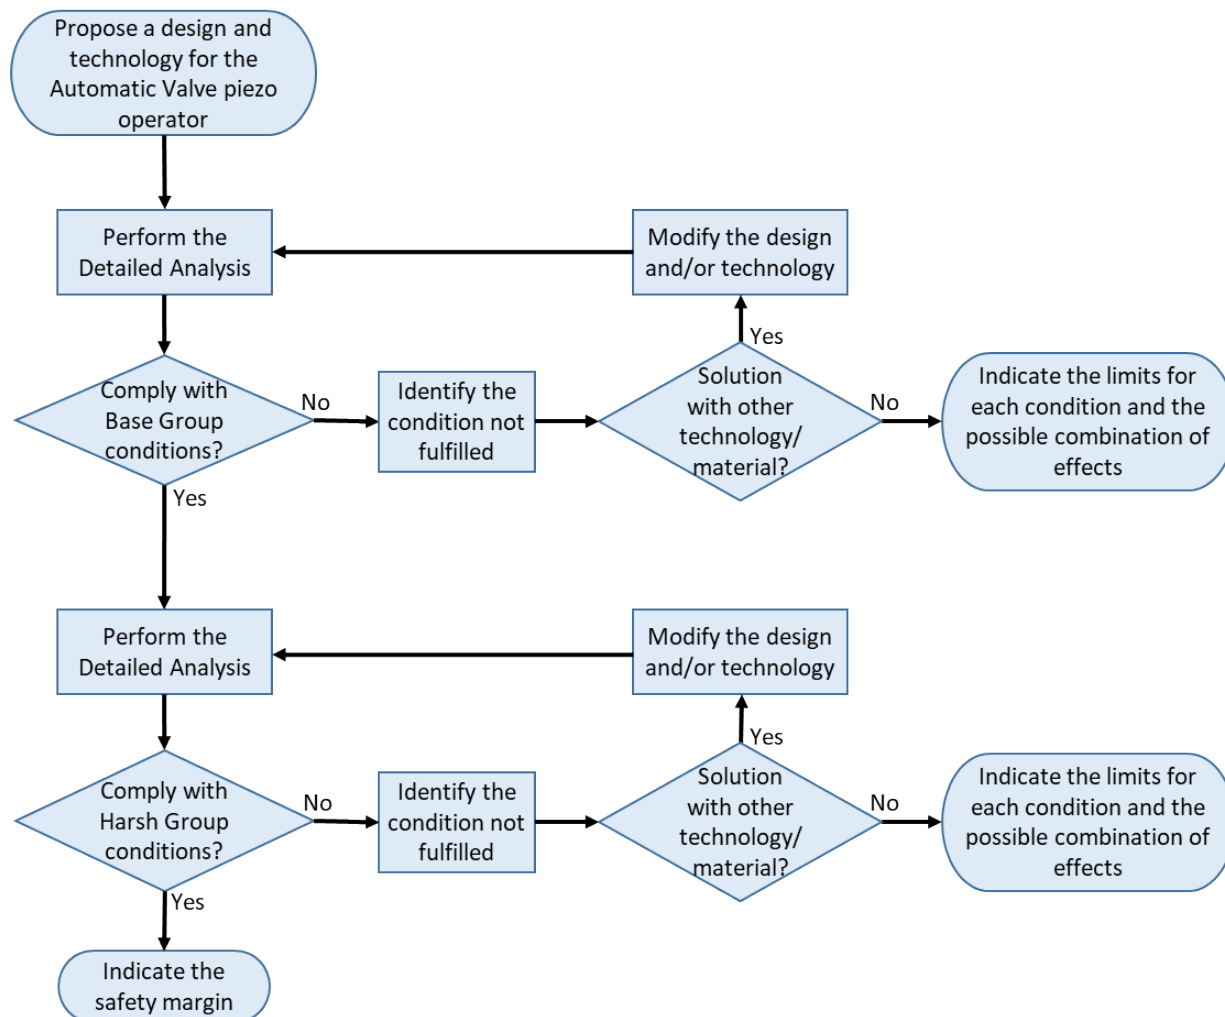 Propose a design and
technology for the
Automatic Valve piezo
operator
Perform the
Detailed Analysis
Modify the design
and/or technology
Yes
Comply with
Base Group
conditions?
No
Identify the
condition not
fulfilled
Solution
with other
technology/
material?
No
Indicate the limits for
each condition and the
possible combination of
effects
Yes
Perform the
Detailed Analysis
Modify the design
and/or technology
Yes
Comply with
Harsh Group
conditions?
No
Identify the
condition not
fulfilled
Solution
with other
technology/
material?
No
Indicate the limits for
each condition and the
possible combination of
effects
Yes
Indicate the
safety margin